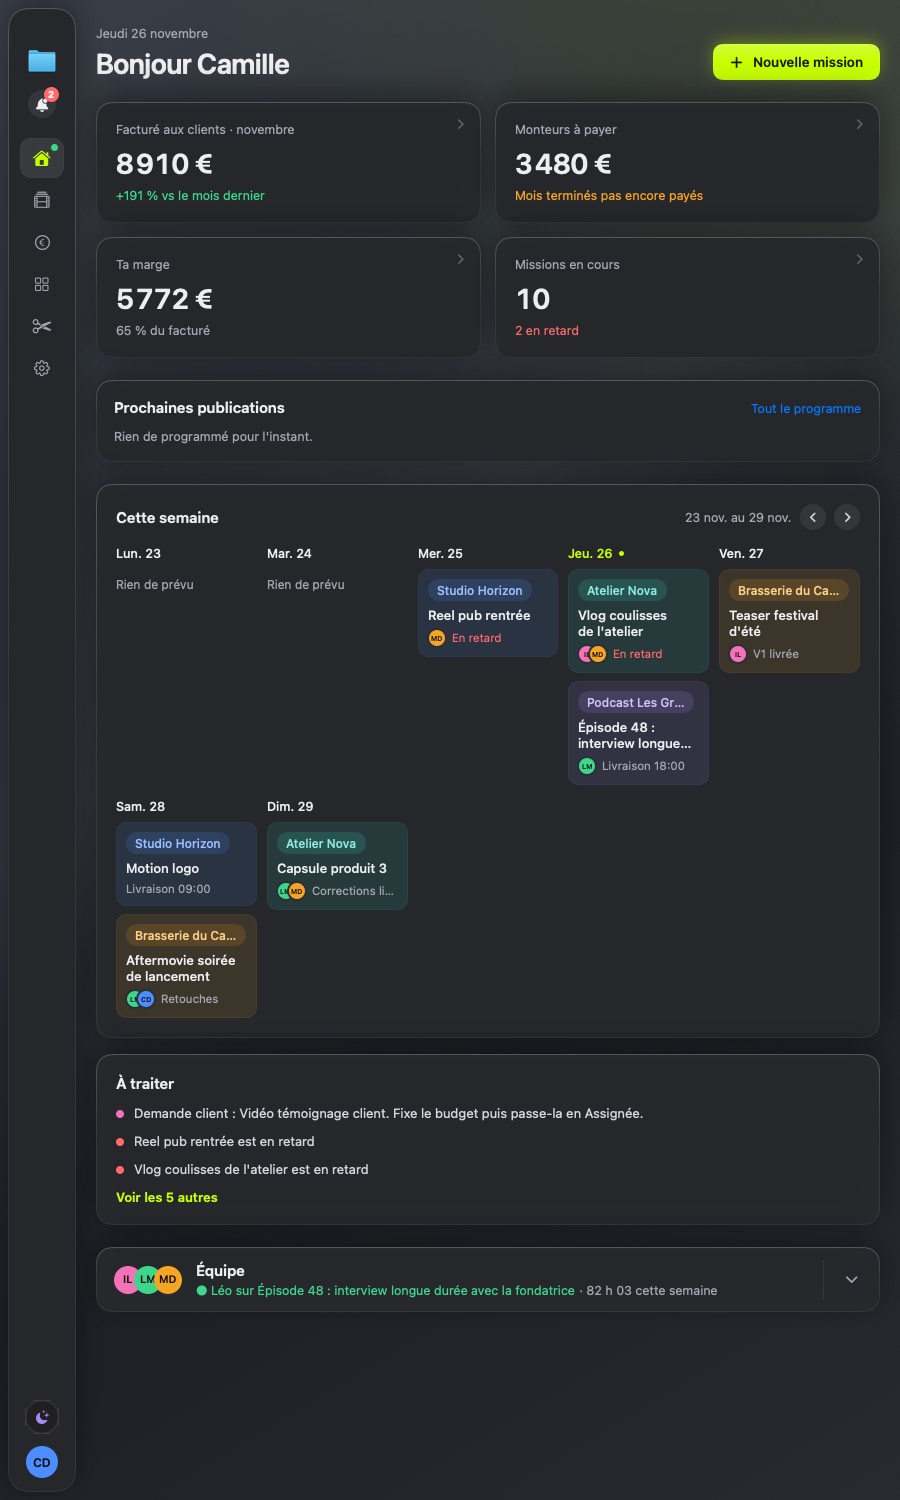 Jeudi 26 novembre
Bonjour Camille
+ Nouvelle mission
2
Facturé aux clients · novembre
8 910 €
+191 % vs le mois dernier
Monteurs à payer
3 480 €
Mois terminés pas encore payés
Ta marge
5 772 €
65 % du facturé
Missions en cours
10
2 en retard
Prochaines publications
Tout le programme
Rien de programmé pour l'instant.
Cette semaine
23 nov. au 29 nov.
Lun. 23
Rien de prévu
Mar. 24
Rien de prévu
Mer. 25
Studio Horizon
Reel pub rentrée
MD En retard
Jeu. 26
Atelier Nova
Vlog coulisses
de l'atelier
MD En retard
Podcast Les Gr...
Épisode 48 :
interview longue...
LM Livraison 18:00
Ven. 27
Brasserie du Ca...
Teaser festival
d'été
IL V1 livrée
Sam. 28
Studio Horizon
Motion logo
Livraison 09:00
Brasserie du Ca...
Aftermovie soirée
de lancement
CD Retouches
Dim. 29
Atelier Nova
Capsule produit 3
MD Corrections li...
À traiter
Demande client : Vidéo témoignage client. Fixe le budget puis passe-la en Assignée.
Reel pub rentrée est en retard
Vlog coulisses de l'atelier est en retard
Voir les 5 autres
IL LM MD
Équipe
Léo sur Épisode 48 : interview longue durée avec la fondatrice · 82 h 03 cette semaine
CD